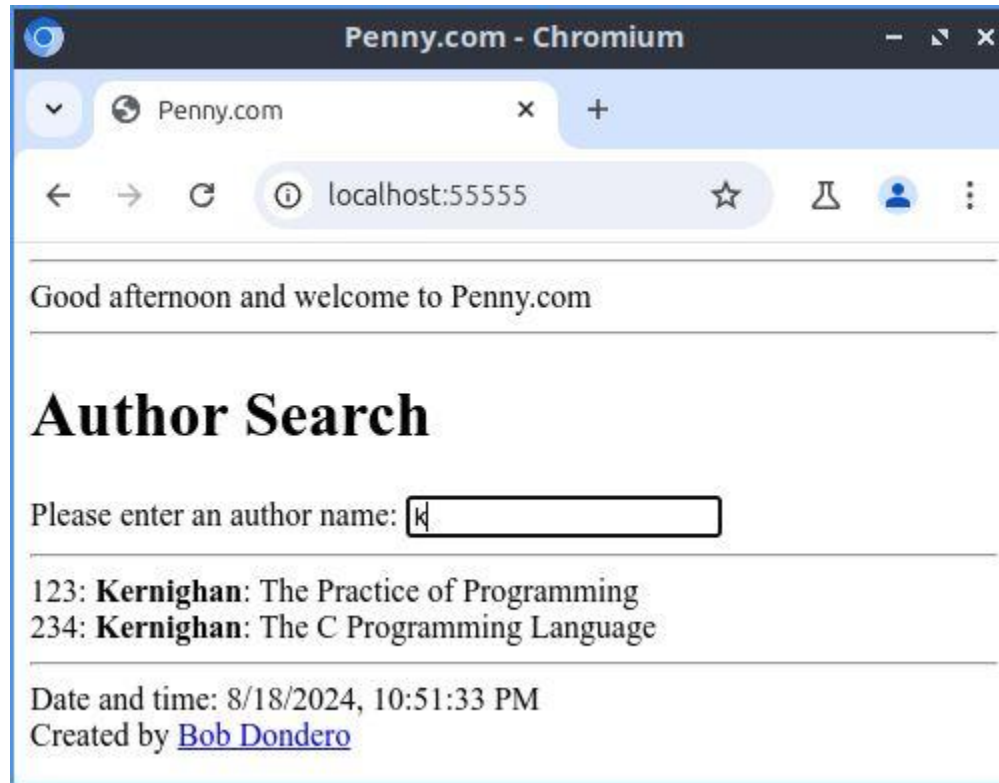 Penny.com - Chromium
Penny.com
localhost:55555
Good afternoon and welcome to Penny.com
Author Search
Please enter an author name: k
123: Kernighan: The Practice of Programming
234: Kernighan: The C Programming Language
Date and time: 8/18/2024, 10:51:33 PM
Created by Bob Dondero